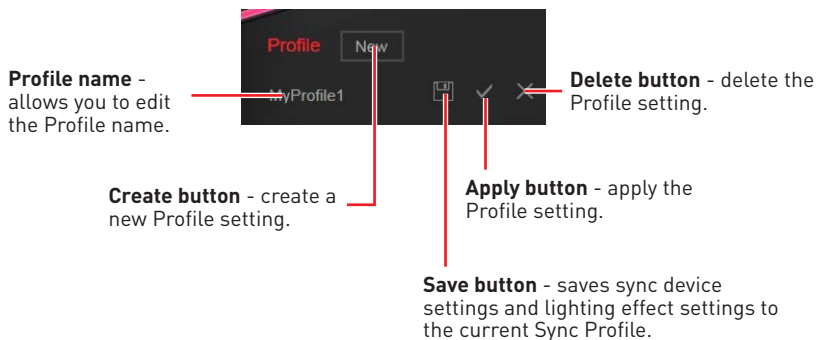 Profile
New
MyProfile1
Profile name -
allows you to edit
the Profile name.
Delete button - delete the
Profile setting.
Create button - create a
new Profile setting.
Apply button - apply the
Profile setting.
Save button - saves sync device
settings and lighting effect settings to
the current Sync Profile.